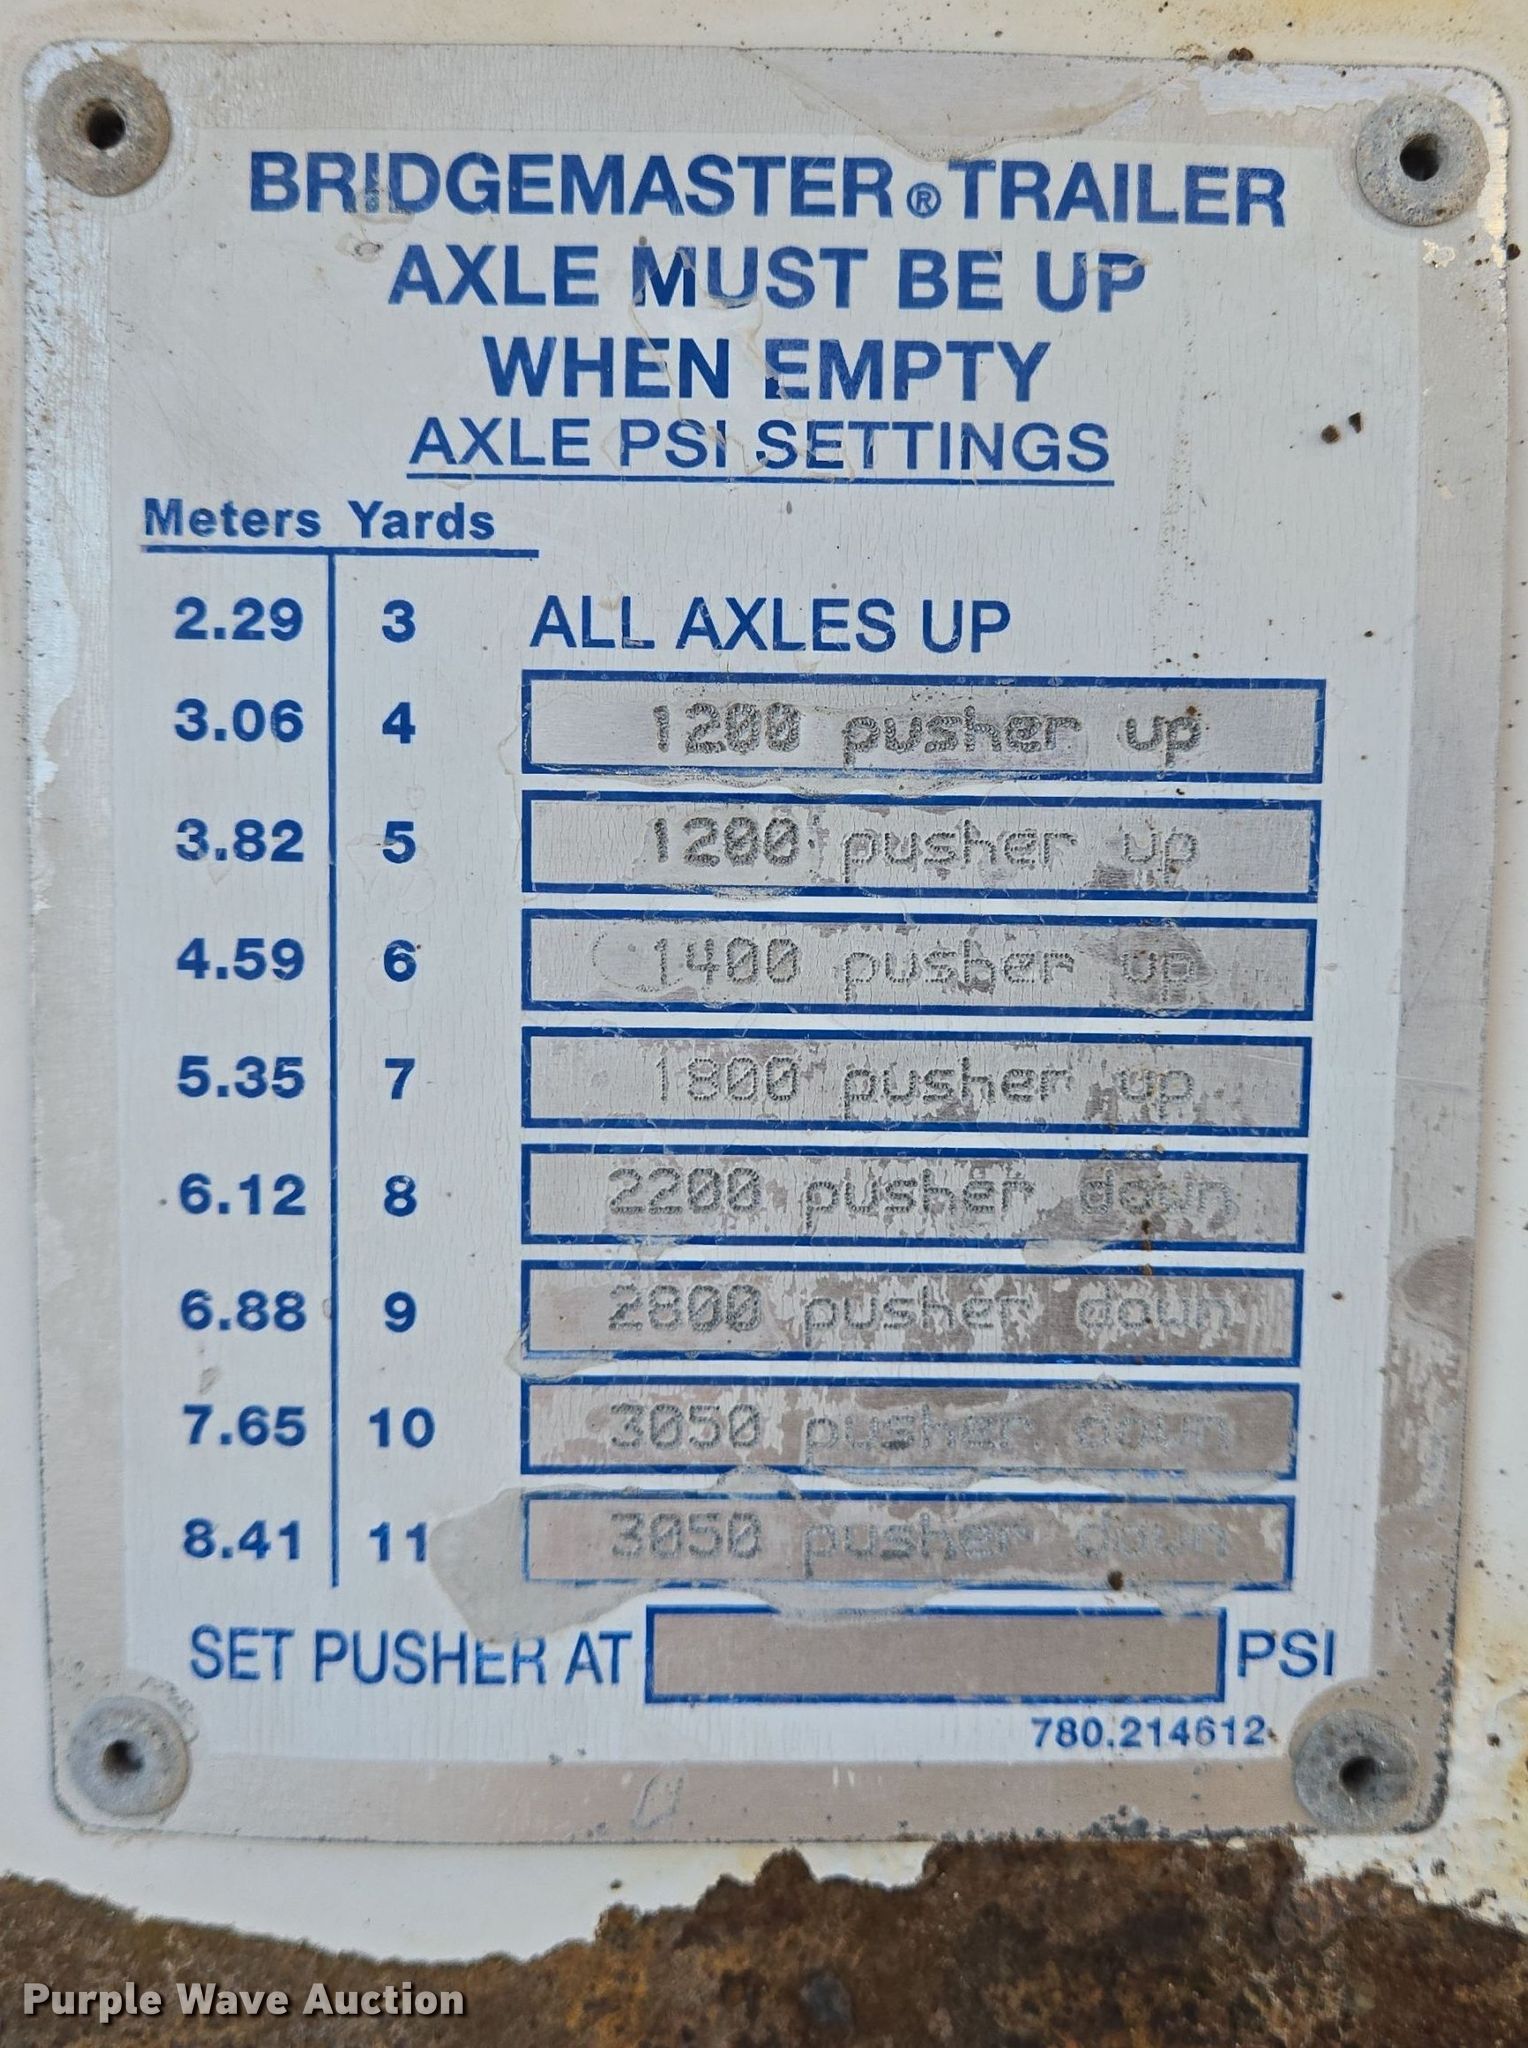 BRIDGEMASTER® TRAILER
AXLE MUST BE UP
WHEN EMPTY
AXLE PSI SETTINGS
Meters Yards
2.29 3 ALL AXLES UP
3.06 4 1200 pusher up
3.82 5 1200 pusher up
4.59 6 1400 pusher up
5.35 7 1800 pusher up
6.12 8 2200 pusher down
6.88 9 2800 pusher down
7.65 10 3050 pusher down
8.41 11 3050 pusher down
SET PUSHER AT PSI
780.214612
Purple Wave Auction